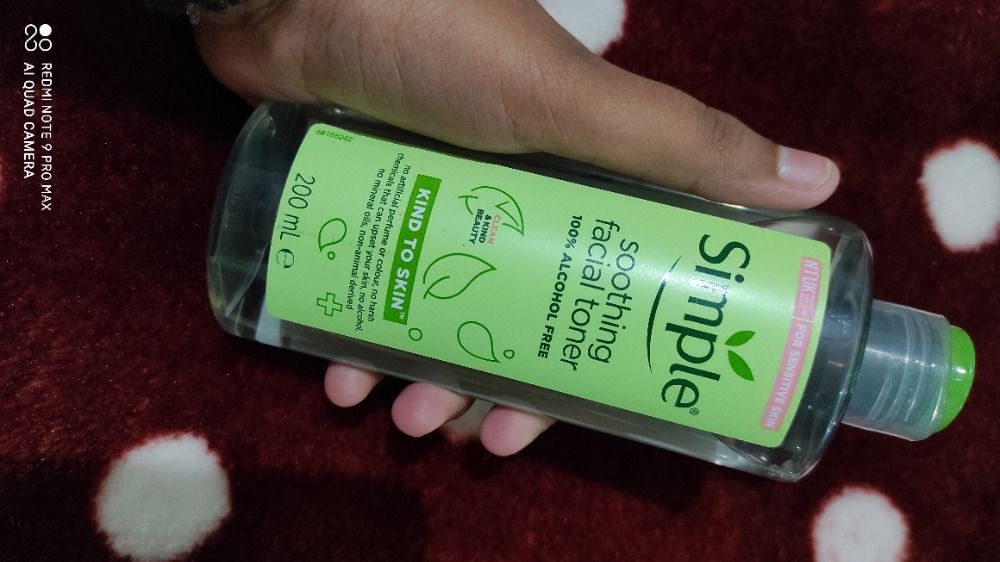 REDMI NOTE 9 PRO MAX
AI QUAD CAMERA
FOR SENSITIVE SKIN
Simple®
soothing
facial toner
100% ALCOHOL FREE
CLEAN
& KIND
BEAUTY
KIND TO SKIN™
no artificial perfume or colour, no harsh
chemicals that can upset your skin, no alcohol,
no mineral oils, non-animal derived
200 mL e
68185262